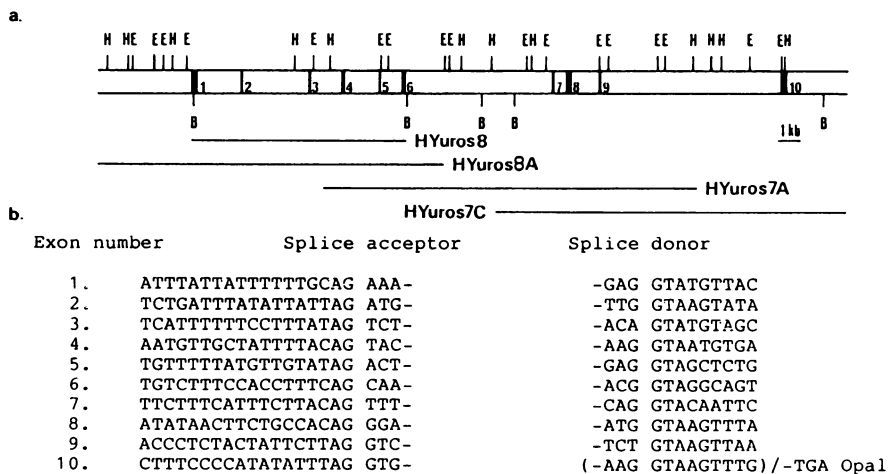 a.
H HE EEH E H E H EE EEH H EH E EE EE H HH E EH
1 2 3 4 5 6 7 8 9 10
B B B B 1 kb B
HYuros8
HYuros8A
HYuros7A
HYuros7C
b.
Exon number Splice acceptor Splice donor
1. ATTTATTATTTTTTGCAG AAA- -GAG GTATGTTAC
2. TCTGATTTATATTATTAG ATG- -TTG GTAAGTATA
3. TCATTTTTTCCTTTATAG TCT- -ACA GTATGTAGC
4. AATGTTGCTATTTTACAG TAC- -AAG GTAATGTGA
5. TGTTTTTATGTTGTATAG ACT- -GAG GTAGCTCTG
6. TGTCTTTCCACCTTTCAG CAA- -ACG GTAGGCAGT
7. TTCTTTCATTTCTTACAG TTT- -CAG GTACAATTC
8. ATATAACTTCTGCCACAG GGA- -ATG GTAAGTTTA
9. ACCCTCTACTATTCTTAG GTC- -TCT GTAAGTTAA
10. CTTTCCCCATATATTTAG GTG- (-AAG GTAAGTTTG)/-TGA Opal